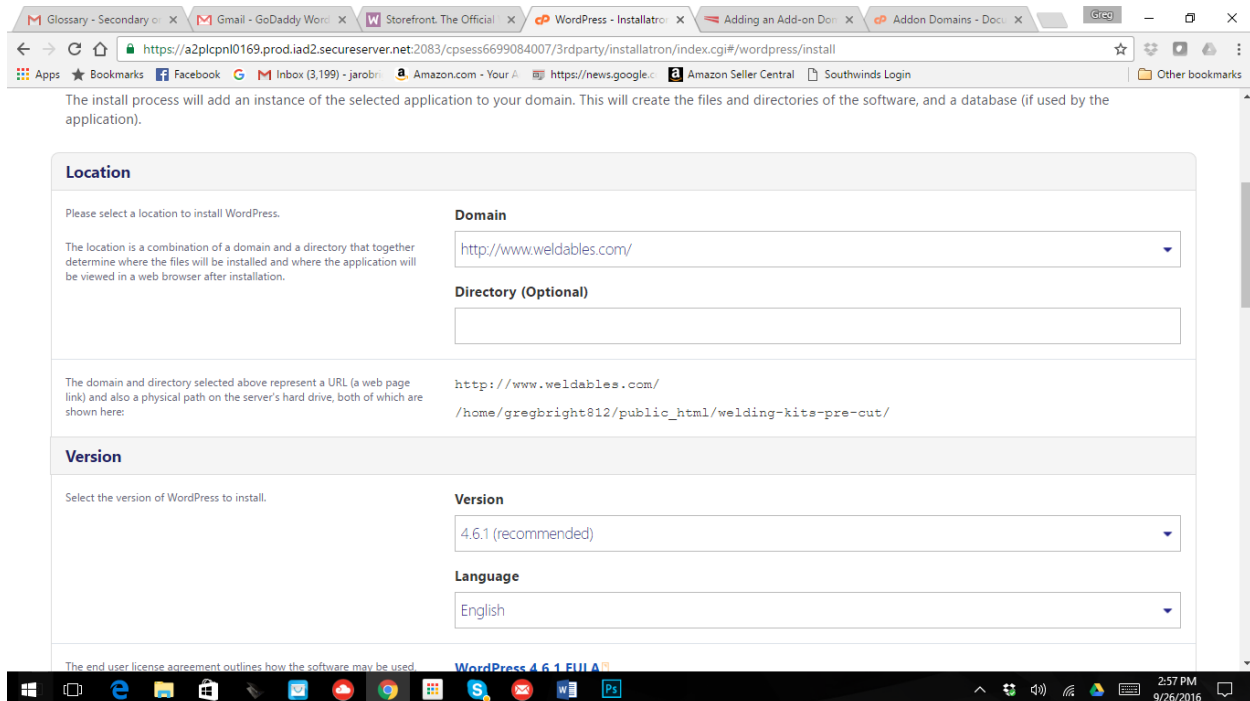 Glossary - Secondary o
Gmail - GoDaddy Word
Storefront. The Official
WordPress - Installatron
Adding an Add-on Don
Addon Domains - Docu
Greg
https://a2plcpnl0169.prod.iad2.secureserver.net:2083/cpsess6699084007/3rdparty/installatron/index.cgi#/wordpress/install
Apps
Bookmarks
Facebook
Inbox (3,199) - jarobri
Amazon.com - Your A
https://news.google.c
Amazon Seller Central
Southwinds Login
Other bookmarks
The install process will add an instance of the selected application to your domain. This will create the files and directories of the software, and a database (if used by the
application).
Location
Please select a location to install WordPress.
The location is a combination of a domain and a directory that together
determine where the files will be installed and where the application will
be viewed in a web browser after installation.
Domain
http://www.weldables.com/
Directory (Optional)
The domain and directory selected above represent a URL (a web page
link) and also a physical path on the server's hard drive, both of which are
shown here:
http://www.weldables.com/
/home/gregbright812/public_html/welding-kits-pre-cut/
Version
Select the version of WordPress to install.
Version
4.6.1 (recommended)
Language
English
The end user license agreement outlines how the software may be used,
WordPress 4.6.1 EULA
2:57 PM
9/26/2016